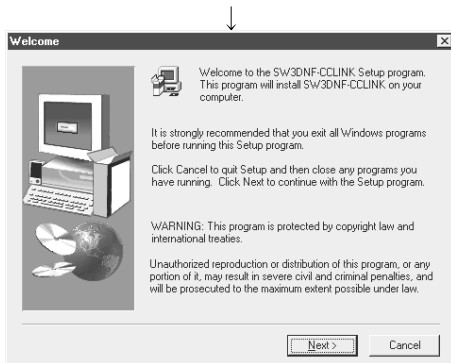 Welcome
Welcome to the SW3DNF-CCLINK Setup program.
This program will install SW3DNF-CCLINK on your
computer.
It is strongly recommended that you exit all Windows programs
before running this Setup program.
Click Cancel to quit Setup and then close any programs you
have running. Click Next to continue with the Setup program.
WARNING: This program is protected by copyright law and
international treaties.
Unauthorized reproduction or distribution of this program, or any
portion of it, may result in severe civil and criminal penalties, and
will be prosecuted to the maximum extent possible under law.
Next >
Cancel